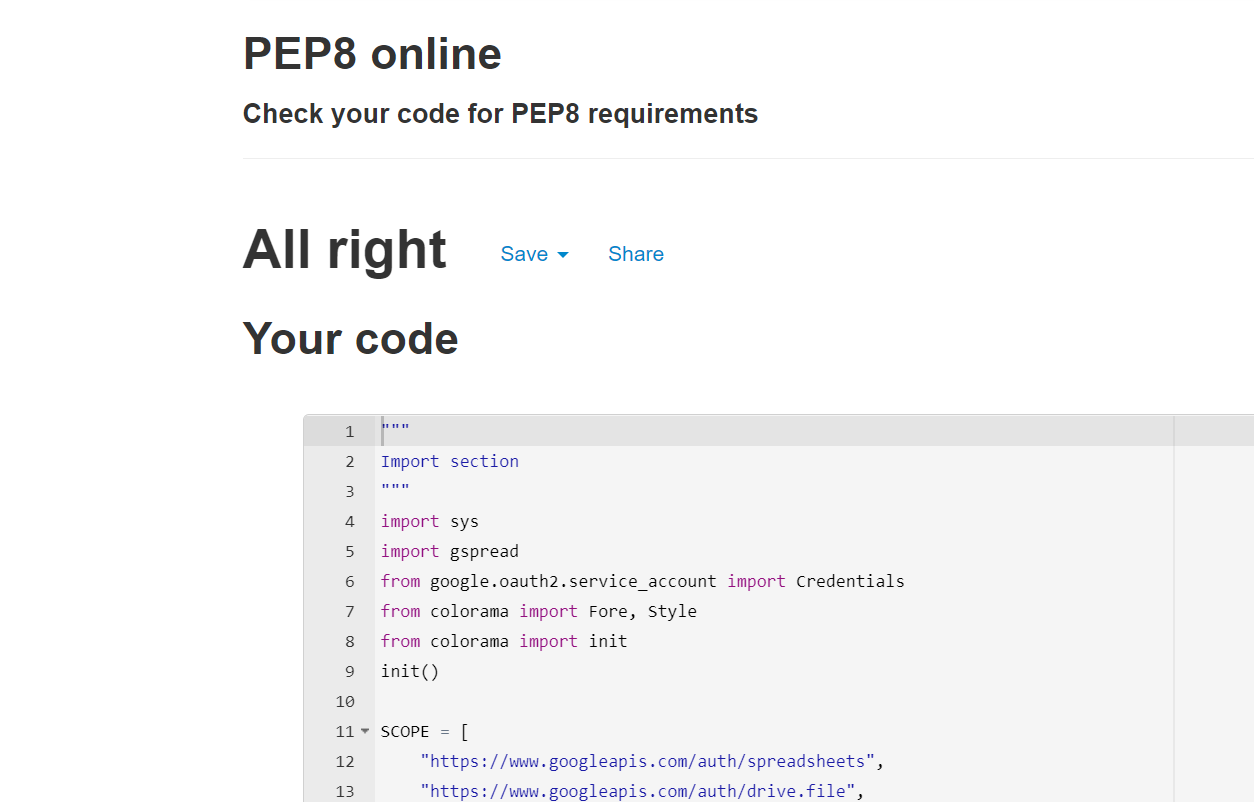 PEP8 online
Check your code for PEP8 requirements
All right Save Share
Your code
1 """
2 Import section
3 """
4 import sys
5 import gspread
6 from google.oauth2.service_account import Credentials
7 from colorama import Fore, Style
8 from colorama import init
9 init()
10
11 SCOPE = [
12     "https://www.googleapis.com/auth/spreadsheets",
13     "https://www.googleapis.com/auth/drive.file",